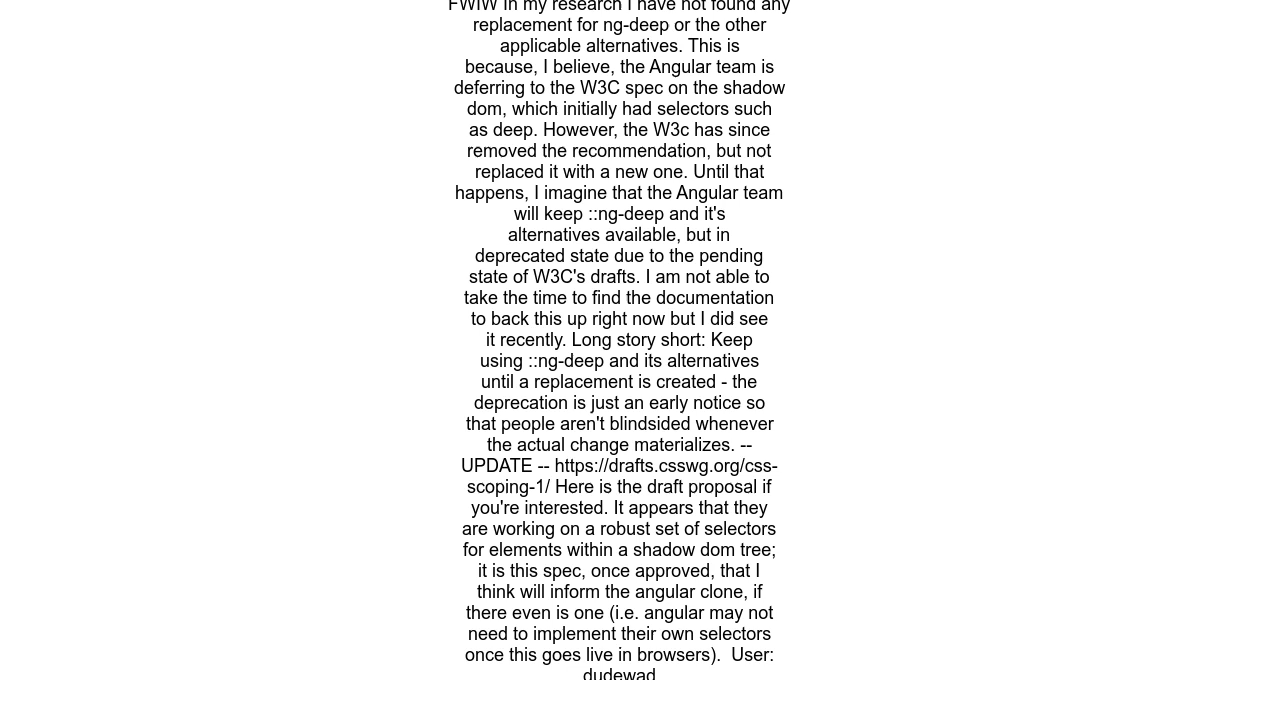 FWIW In my research I have not found any
replacement for ng-deep or the other
applicable alternatives. This is
because, I believe, the Angular team is
deferring to the W3C spec on the shadow
dom, which initially had selectors such
as deep. However, the W3c has since
removed the recommendation, but not
replaced it with a new one. Until that
happens, I imagine that the Angular team
will keep ::ng-deep and it's
alternatives available, but in
deprecated state due to the pending
state of W3C's drafts. I am not able to
take the time to find the documentation
to back this up right now but I did see
it recently. Long story short: Keep
using ::ng-deep and its alternatives
until a replacement is created - the
deprecation is just an early notice so
that people aren't blindsided whenever
the actual change materializes. --
UPDATE -- https://drafts.csswg.org/css-
scoping-1/ Here is the draft proposal if
you're interested. It appears that they
are working on a robust set of selectors
for elements within a shadow dom tree;
it is this spec, once approved, that I
think will inform the angular clone, if
there even is one (i.e. angular may not
need to implement their own selectors
once this goes live in browsers).  User:
dudewad